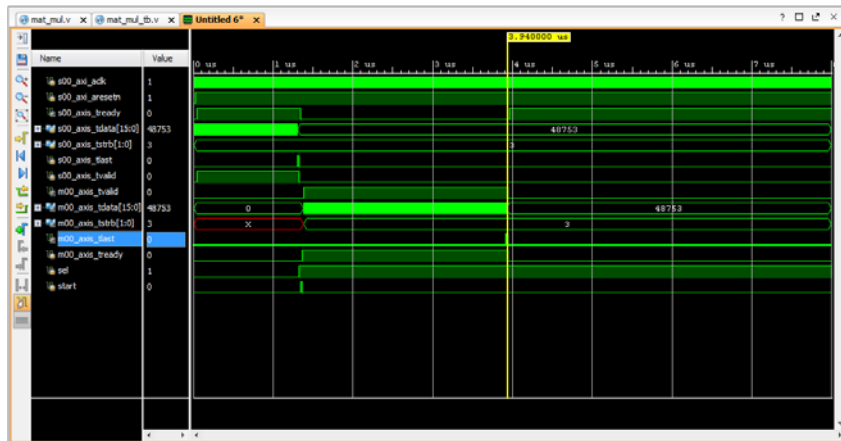 mat_mul.v x mat_mul_tb.v x Untitled 6* x
3.940000 us
Name Value
0 us 1 us 2 us 3 us 4 us 5 us 6 us 7 us
s00_axi_aclk 1
s00_axi_aresetn 1
s00_axis_tready 0
s00_axis_tdata[15:0] 48753 48753
s00_axis_tstrb[1:0] 3 3
s00_axis_tlast 0
s00_axis_tvalid 0
m00_axis_tvalid 0
m00_axis_tdata[15:0] 48753 0 48753
m00_axis_tstrb[1:0] 3 X 3
m00_axis_tlast 0
m00_axis_tready 0
sel 1
start 0